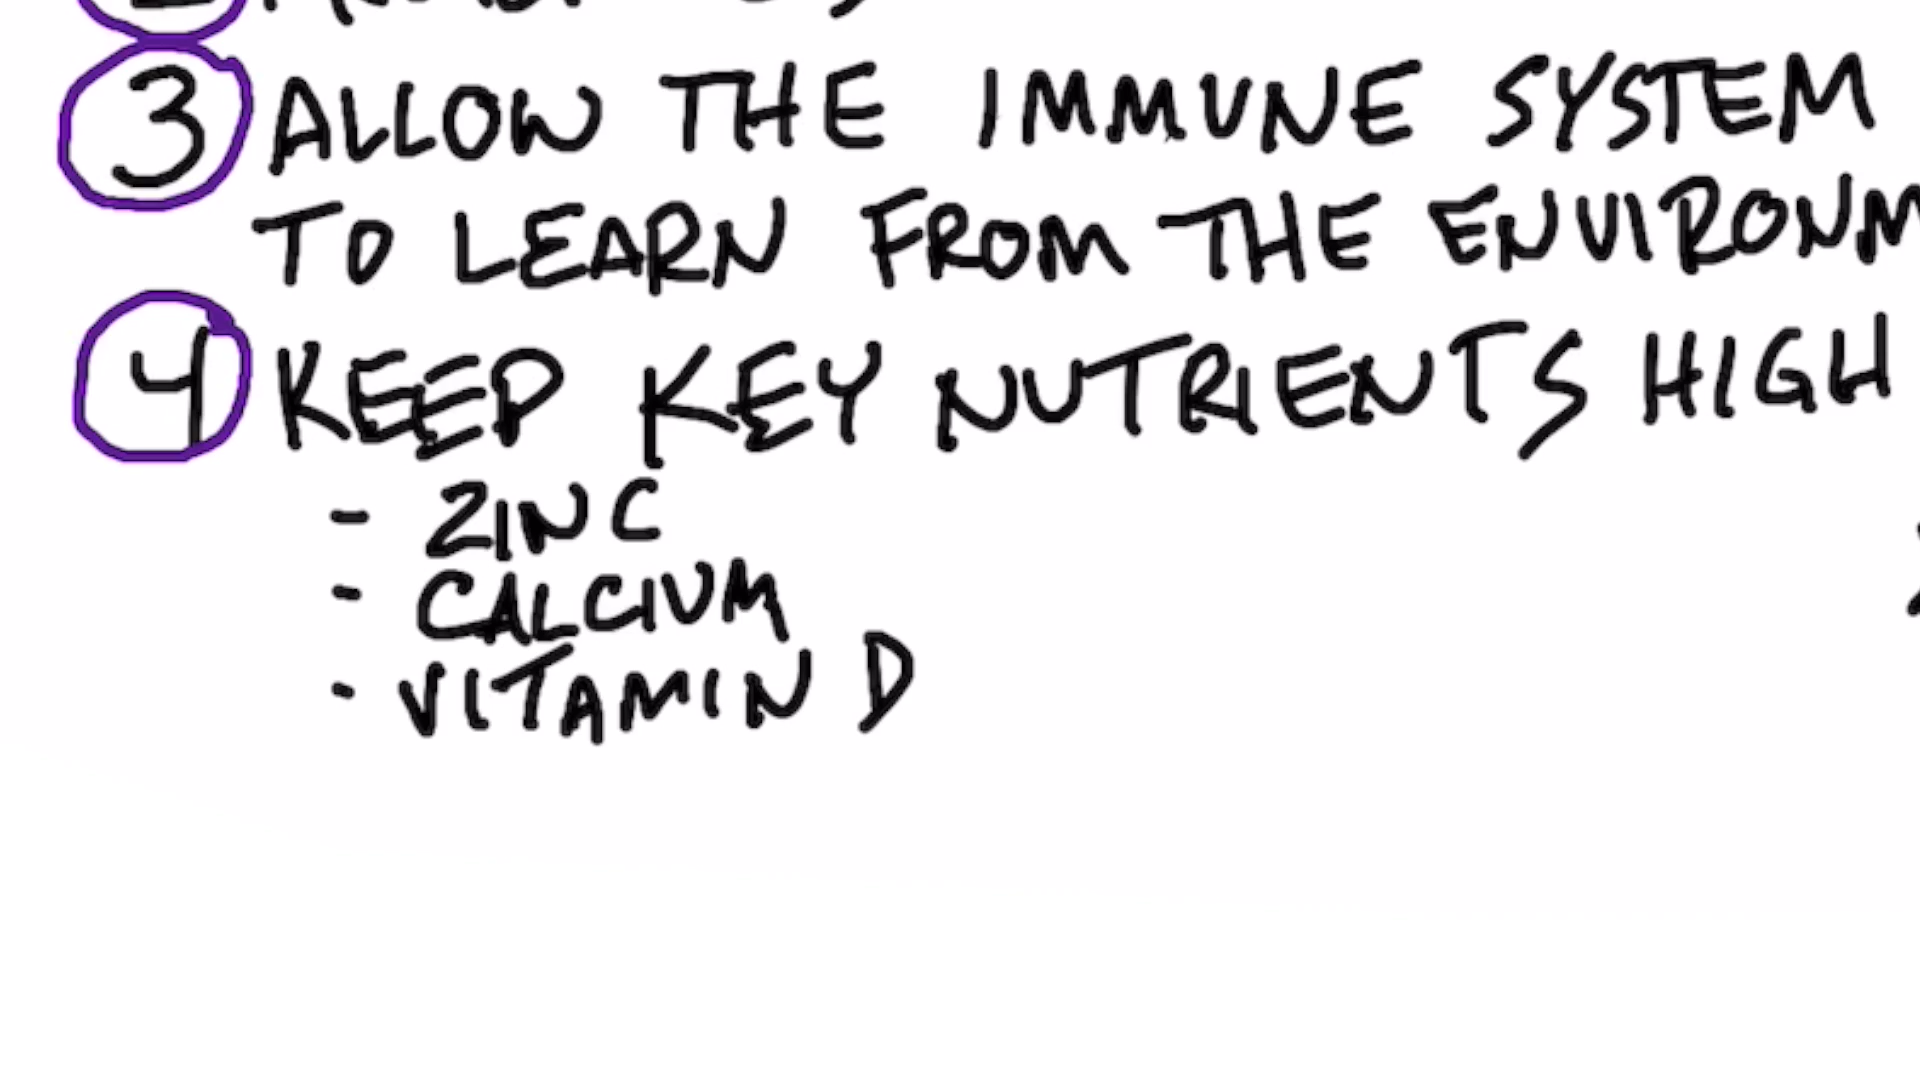 3 ALLOW THE IMMUNE SYSTEM
TO LEARN FROM THE ENVIRONM
4 KEEP KEY NUTRIENTS HIGH
- ZINC
- CALCIUM
- VITAMIN D